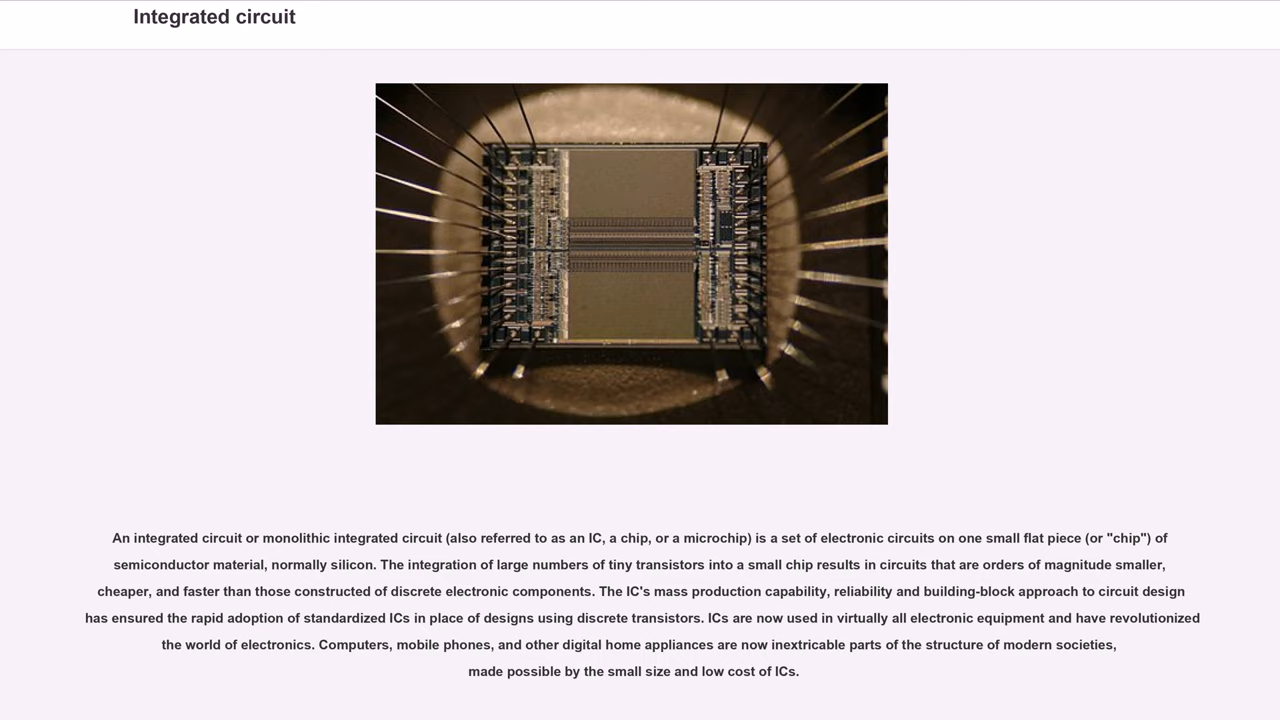 Integrated circuit
An integrated circuit or monolithic integrated circuit (also referred to as an IC, a chip, or a microchip) is a set of electronic circuits on one small flat piece (or "chip") of
semiconductor material, normally silicon. The integration of large numbers of tiny transistors into a small chip results in circuits that are orders of magnitude smaller,
cheaper, and faster than those constructed of discrete electronic components. The IC's mass production capability, reliability and building-block approach to circuit design
has ensured the rapid adoption of standardized ICs in place of designs using discrete transistors. ICs are now used in virtually all electronic equipment and have revolutionized
the world of electronics. Computers, mobile phones, and other digital home appliances are now inextricable parts of the structure of modern societies,
made possible by the small size and low cost of ICs.